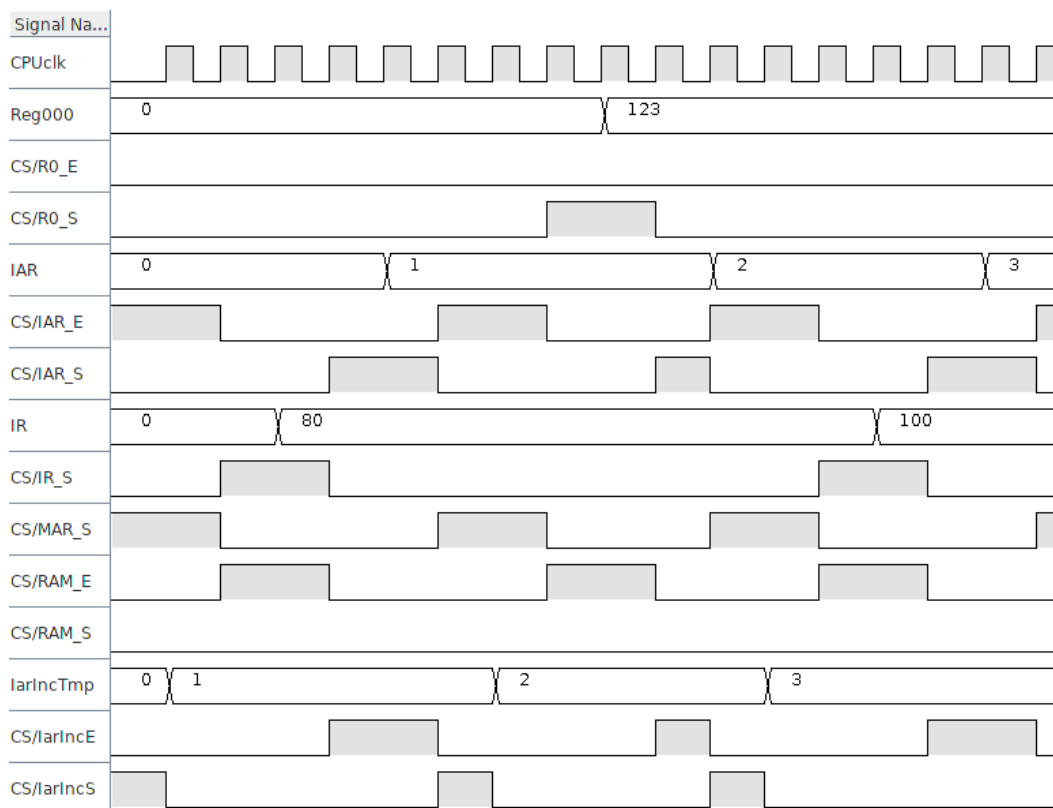 Signal Na...
CPUclk
Reg000 0 123
CS/R0_E
CS/R0_S
IAR 0 1 2 3
CS/IAR_E
CS/IAR_S
IR 0 80 100
CS/IR_S
CS/MAR_S
CS/RAM_E
CS/RAM_S
IarIncTmp 0 1 2 3
CS/IarIncE
CS/IarIncS